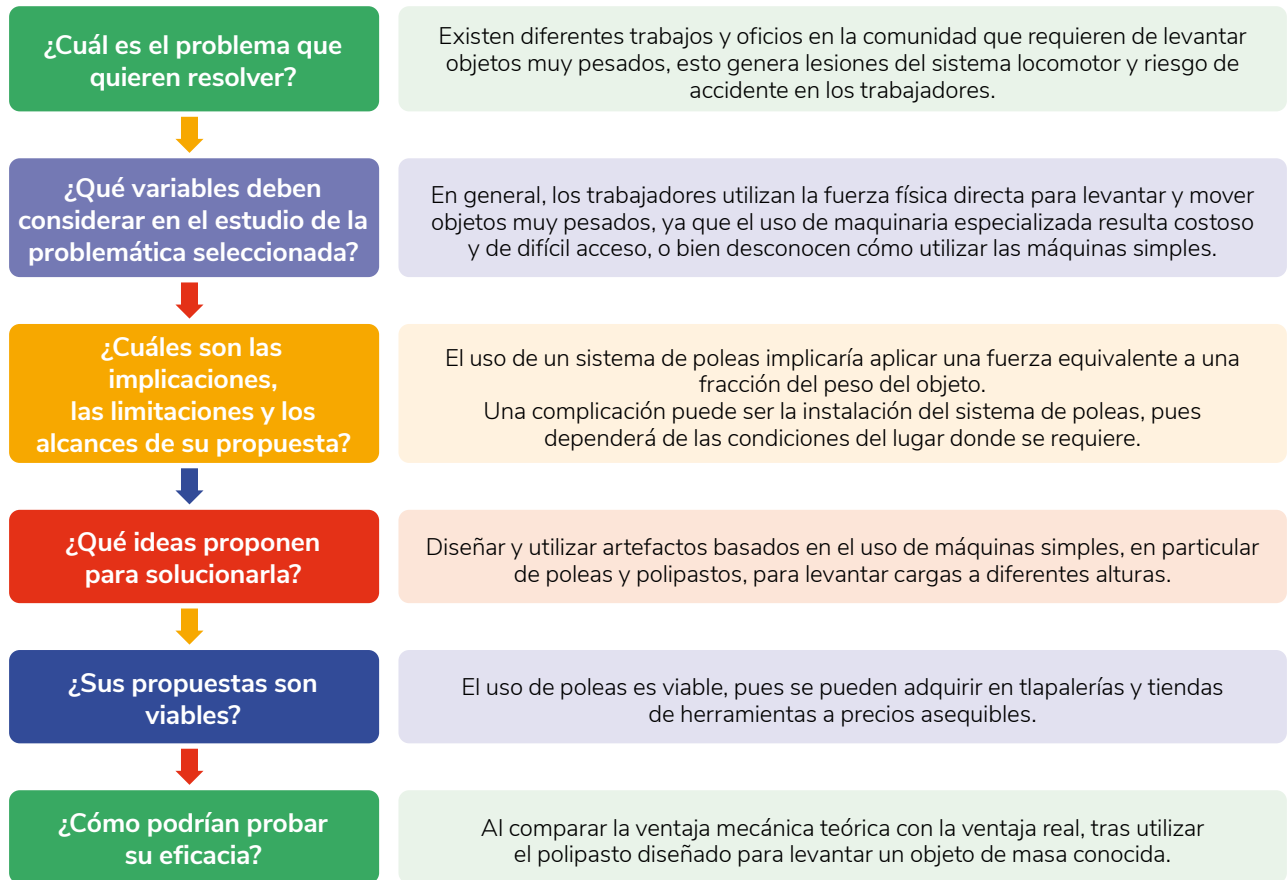 ¿Cuál es el problema que
quieren resolver?
Existen diferentes trabajos y oficios en la comunidad que requieren de levantar
objetos muy pesados, esto genera lesiones del sistema locomotor y riesgo de
accidente en los trabajadores.
¿Qué variables deben
considerar en el estudio de la
problemática seleccionada?
En general, los trabajadores utilizan la fuerza física directa para levantar y mover
objetos muy pesados, ya que el uso de maquinaria especializada resulta costoso
y de difícil acceso, o bien desconocen cómo utilizar las máquinas simples.
¿Cuáles son las
implicaciones,
las limitaciones y los
alcances de su propuesta?
El uso de un sistema de poleas implicaría aplicar una fuerza equivalente a una
fracción del peso del objeto.
Una complicación puede ser la instalación del sistema de poleas, pues
dependerá de las condiciones del lugar donde se requiere.
¿Qué ideas proponen
para solucionarla?
Diseñar y utilizar artefactos basados en el uso de máquinas simples, en particular
de poleas y polipastos, para levantar cargas a diferentes alturas.
¿Sus propuestas son
viables?
El uso de poleas es viable, pues se pueden adquirir en tlapalerías y tiendas
de herramientas a precios asequibles.
¿Cómo podrían probar
su eficacia?
Al comparar la ventaja mecánica teórica con la ventaja real, tras utilizar
el polipasto diseñado para levantar un objeto de masa conocida.